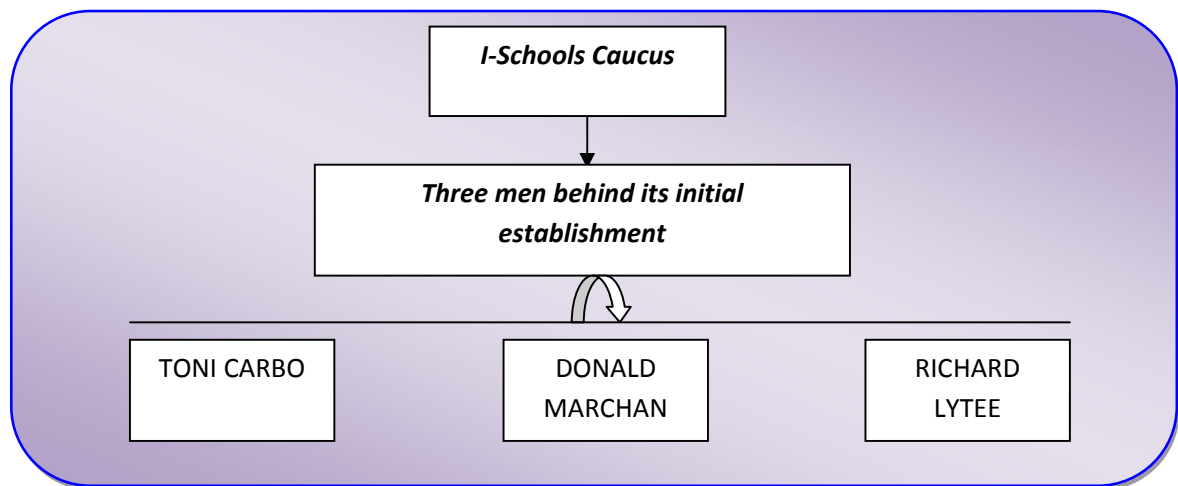 I-Schools Caucus
Three men behind its initial
establishment
TONI CARBO
DONALD
MARCHAN
RICHARD
LYTEE